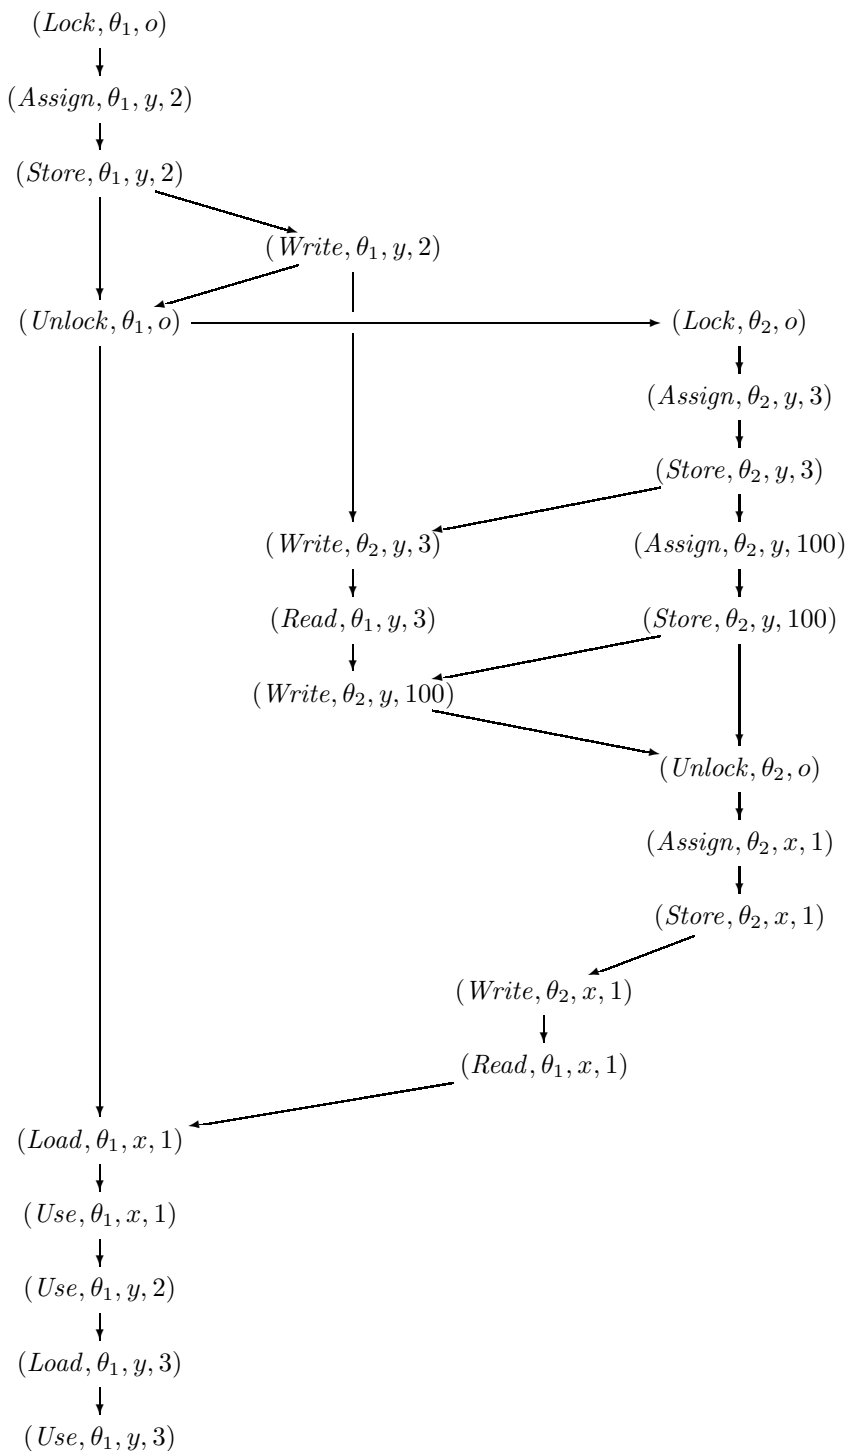 (Lock, θ₁, o)
(Assign, θ₁, y, 2)
(Store, θ₁, y, 2)
(Write, θ₁, y, 2)
(Unlock, θ₁, o) (Lock, θ₂, o)
(Assign, θ₂, y, 3)
(Store, θ₂, y, 3)
(Write, θ₂, y, 3) (Assign, θ₂, y, 100)
(Read, θ₁, y, 3) (Store, θ₂, y, 100)
(Write, θ₂, y, 100)
(Unlock, θ₂, o)
(Assign, θ₂, x, 1)
(Store, θ₂, x, 1)
(Write, θ₂, x, 1)
(Read, θ₁, x, 1)
(Load, θ₁, x, 1)
(Use, θ₁, x, 1)
(Use, θ₁, y, 2)
(Load, θ₁, y, 3)
(Use, θ₁, y, 3)